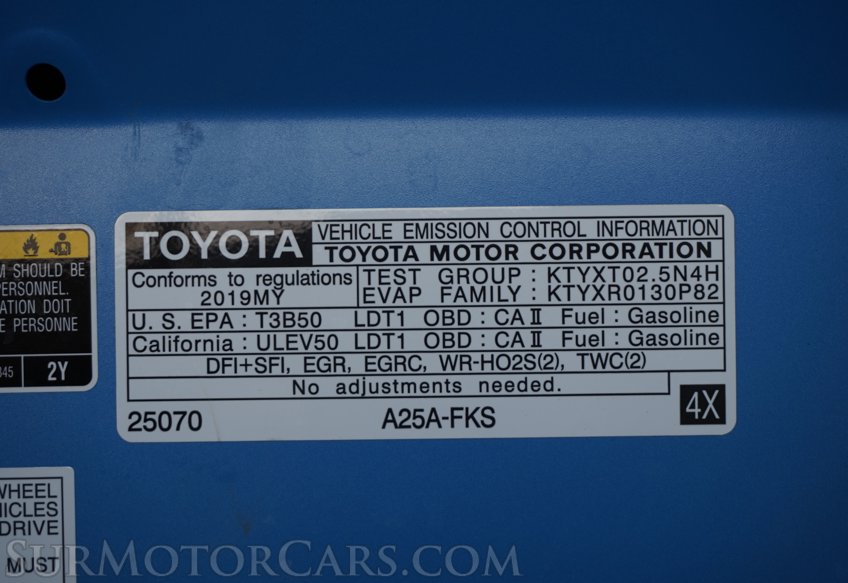 TOYOTA
VEHICLE EMISSION CONTROL INFORMATION
TOYOTA MOTOR CORPORATION
Conforms to regulations
2019MY
TEST GROUP : KTYXT02.5N4H
EVAP FAMILY : KTYXR0130P82
U. S. EPA : T3B50 LDT1 OBD : CA II Fuel : Gasoline
California : ULEV50 LDT1 OBD : CA II Fuel : Gasoline
DFI+SFI, EGR, EGRC, WR-HO2S(2), TWC(2)
No adjustments needed.
25070 A25A-FKS 4X
M SHOULD BE
PERSONNEL.
ATION DOIT
E PERSONNE
345 2Y
WHEEL
HICLES
DRIVE
MUST
SURMOTORCARS.COM